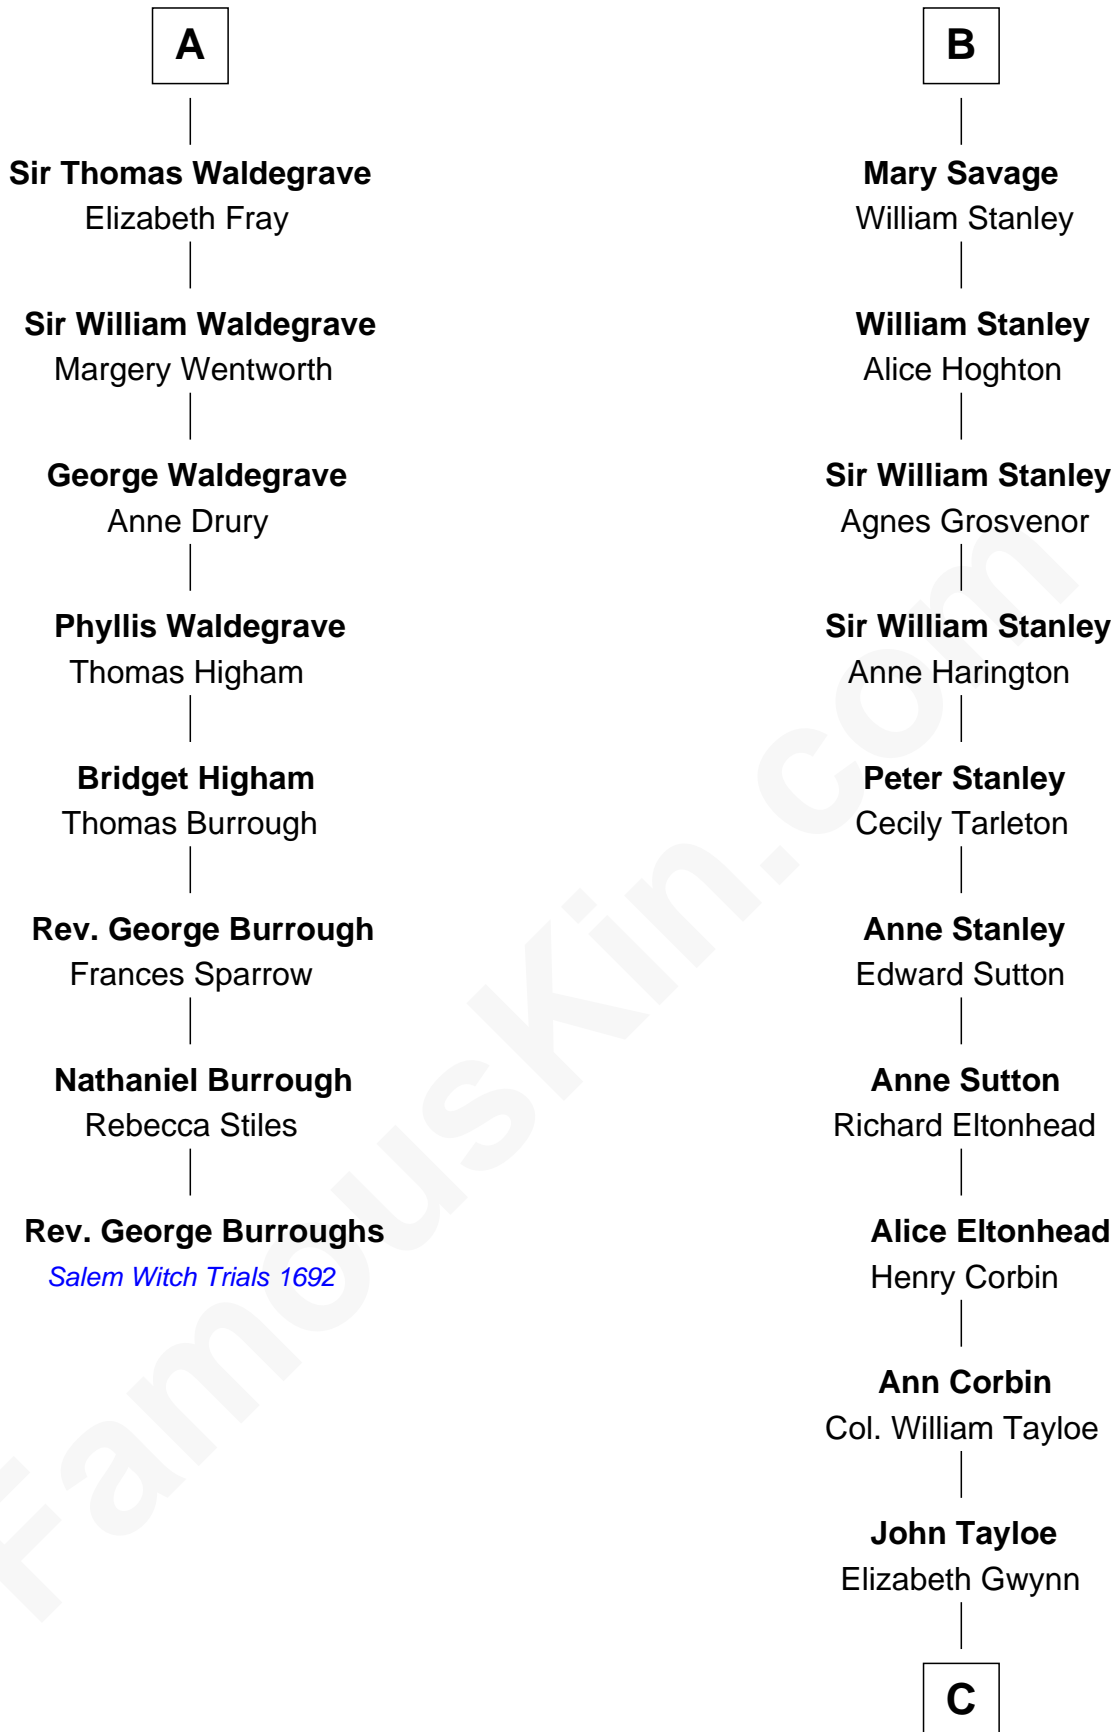 A
Sir Thomas Waldegrave
Elizabeth Fray
Sir William Waldegrave
Margery Wentworth
George Waldegrave
Anne Drury
Phyllis Waldegrave
Thomas Higham
Bridget Higham
Thomas Burrough
Rev. George Burrough
Frances Sparrow
Nathaniel Burrough
Rebecca Stiles
Rev. George Burroughs
Salem Witch Trials 1692
B
Mary Savage
William Stanley
William Stanley
Alice Hoghton
Sir William Stanley
Agnes Grosvenor
Sir William Stanley
Anne Harington
Peter Stanley
Cecily Tarleton
Anne Stanley
Edward Sutton
Anne Sutton
Richard Eltonhead
Alice Eltonhead
Henry Corbin
Ann Corbin
Col. William Tayloe
John Tayloe
Elizabeth Gwynn
C
FamousKin.com